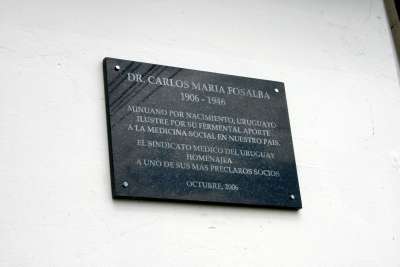 DR. CARLOS MARIA FOSALBA
1906 - 1946
MINUANO POR NACIMIENTO, URUGUAYO
ILUSTRE POR SU FERMENTAL APORTE
A LA MEDICINA SOCIAL EN NUESTRO PAIS.
EL SINDICATO MEDICO DEL URUGUAY
HOMENAJEA
A UNO DE SUS MAS PRECLAROS SOCIOS
OCTUBRE, 2006